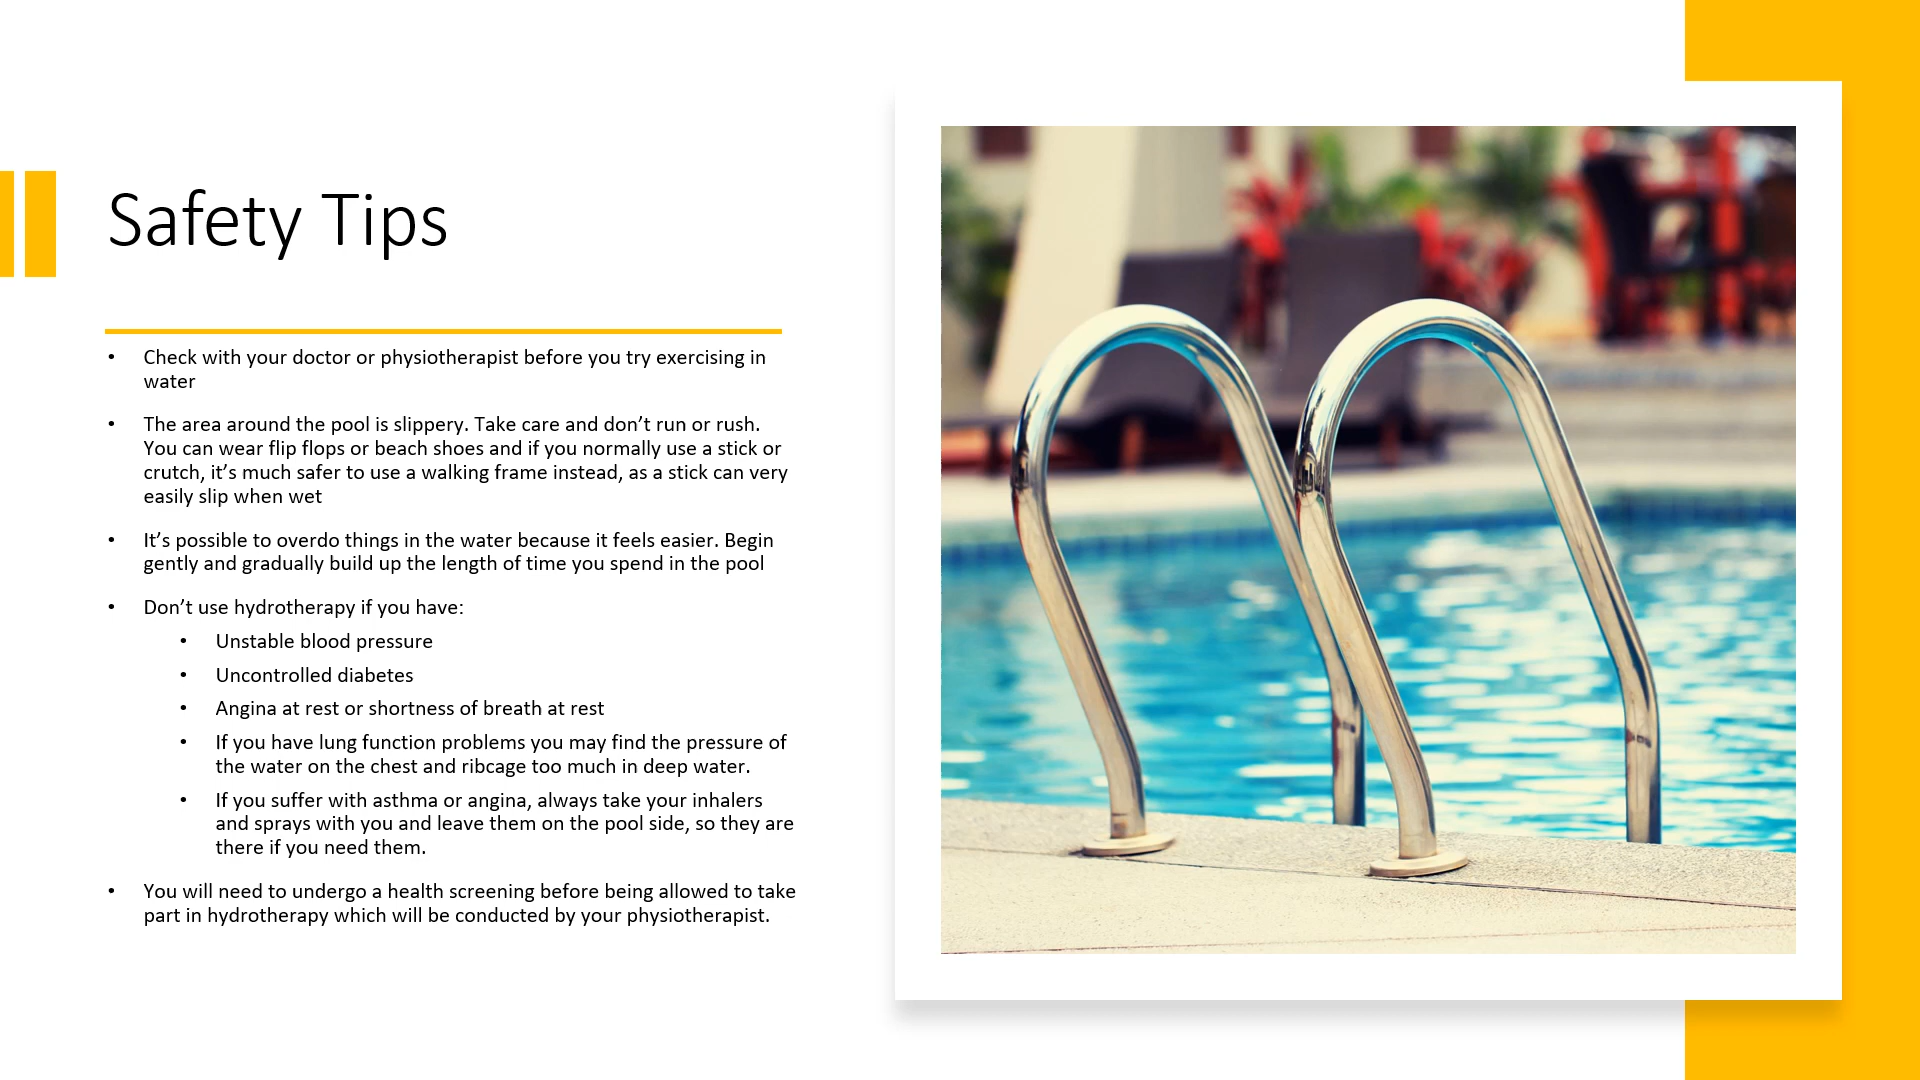 Safety Tips
• Check with your doctor or physiotherapist before you try exercising in
water
• The area around the pool is slippery. Take care and don’t run or rush.
You can wear flip flops or beach shoes and if you normally use a stick or
crutch, it’s much safer to use a walking frame instead, as a stick can very
easily slip when wet
• It’s possible to overdo things in the water because it feels easier. Begin
gently and gradually build up the length of time you spend in the pool
• Don’t use hydrotherapy if you have:
• Unstable blood pressure
• Uncontrolled diabetes
• Angina at rest or shortness of breath at rest
• If you have lung function problems you may find the pressure of
the water on the chest and ribcage too much in deep water.
• If you suffer with asthma or angina, always take your inhalers
and sprays with you and leave them on the pool side, so they are
there if you need them.
• You will need to undergo a health screening before being allowed to take
part in hydrotherapy which will be conducted by your physiotherapist.